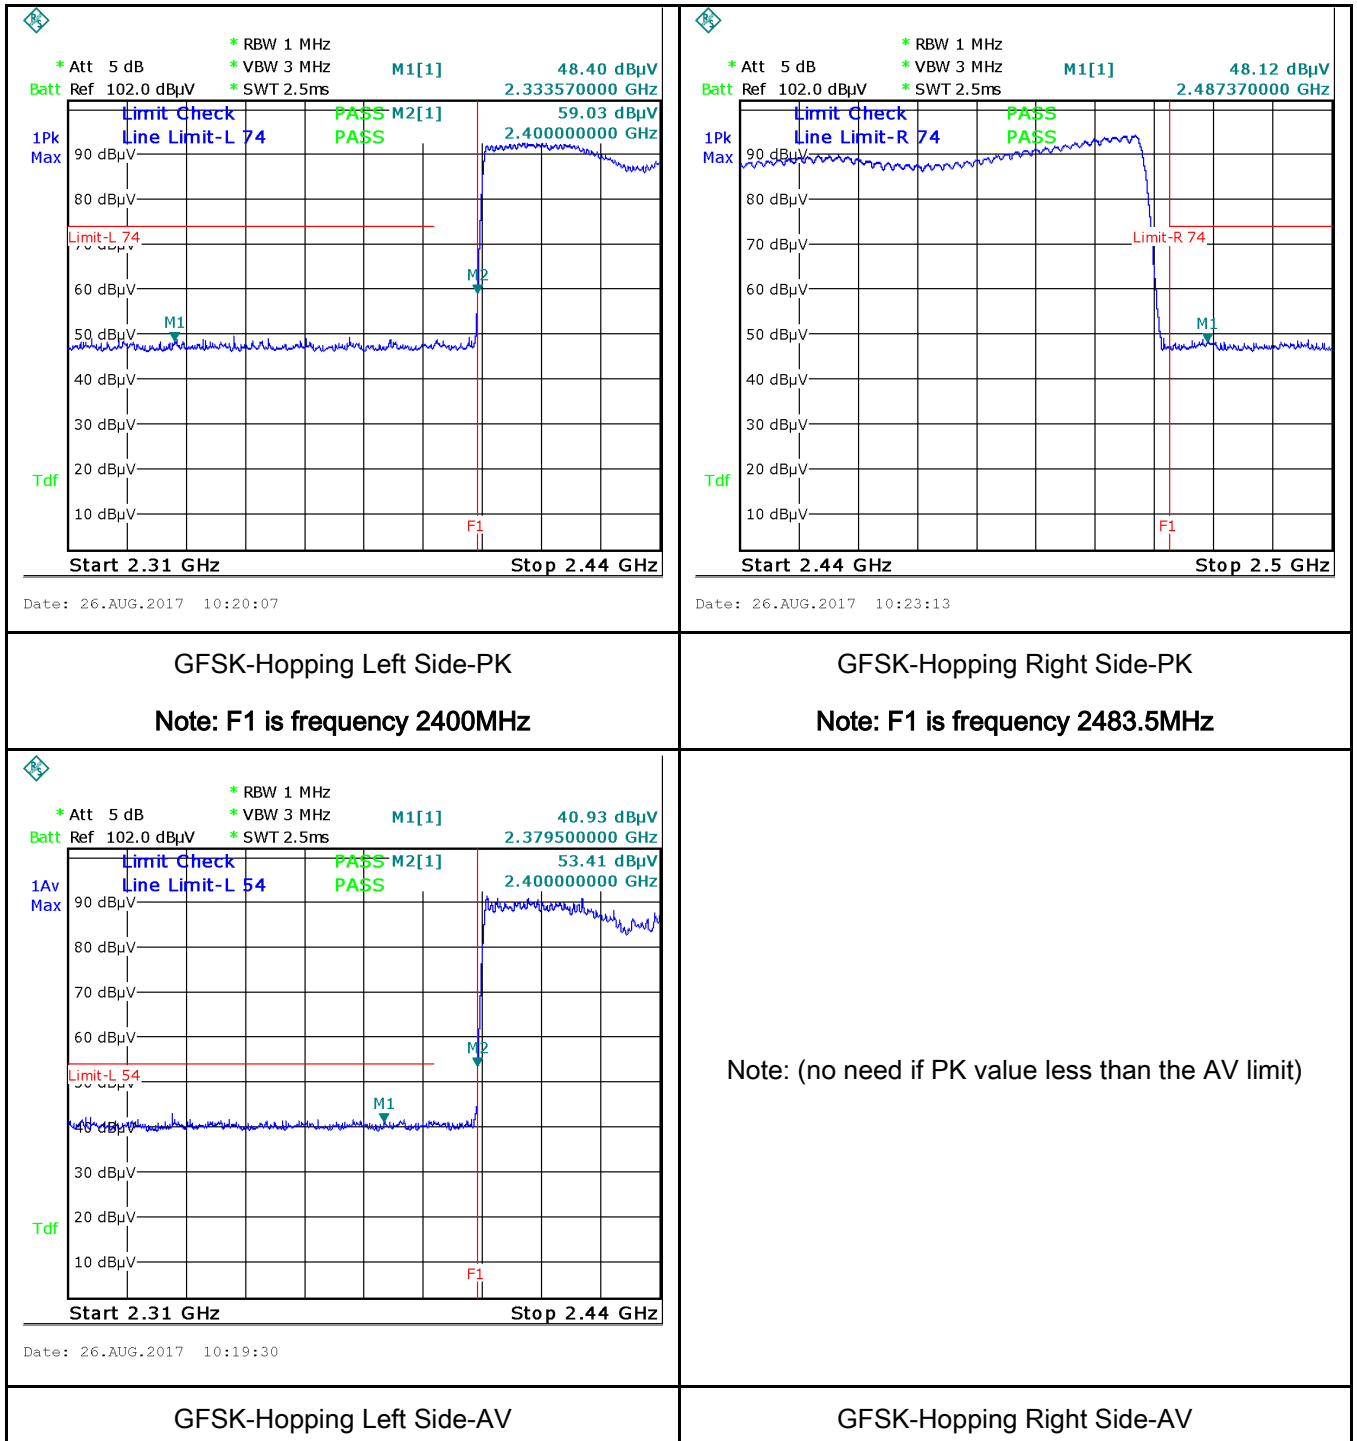 * RBW 1 MHz
* Att 5 dB * VBW 3 MHz M1[1] 48.40 dBµV
Batt Ref 102.0 dBµV * SWT 2.5ms 2.333570000 GHz
Limit Check PASS M2[1] 59.03 dBµV
1Pk Line Limit-L 74 PASS 2.400000000 GHz
Max 90 dBµV
80 dBµV
Limit-L 74
70 dBµV
M2
60 dBµV
M1
50 dBµV
40 dBµV
30 dBµV
20 dBµV
Tdf
10 dBµV
F1
Start 2.31 GHz Stop 2.44 GHz
Date: 26.AUG.2017 10:20:07
* RBW 1 MHz
* Att 5 dB * VBW 3 MHz M1[1] 48.12 dBµV
Batt Ref 102.0 dBµV * SWT 2.5ms 2.487370000 GHz
Limit Check PASS
1Pk Line Limit-R 74 PASS
Max 90 dBµV
80 dBµV
Limit-R 74
70 dBµV
60 dBµV
M1
50 dBµV
40 dBµV
30 dBµV
20 dBµV
Tdf
10 dBµV
F1
Start 2.44 GHz Stop 2.5 GHz
Date: 26.AUG.2017 10:23:13
GFSK-Hopping Left Side-PK
Note: F1 is frequency 2400MHz
GFSK-Hopping Right Side-PK
Note: F1 is frequency 2483.5MHz
* RBW 1 MHz
* Att 5 dB * VBW 3 MHz M1[1] 40.93 dBµV
Batt Ref 102.0 dBµV * SWT 2.5ms 2.379500000 GHz
Limit Check PASS M2[1] 53.41 dBµV
1Av Line Limit-L 54 PASS 2.400000000 GHz
Max 90 dBµV
80 dBµV
70 dBµV
60 dBµV
M2
Limit-L 54
50 dBµV
M1
40 dBµV
30 dBµV
20 dBµV
Tdf
10 dBµV
F1
Start 2.31 GHz Stop 2.44 GHz
Date: 26.AUG.2017 10:19:30
Note: (no need if PK value less than the AV limit)
GFSK-Hopping Left Side-AV
GFSK-Hopping Right Side-AV